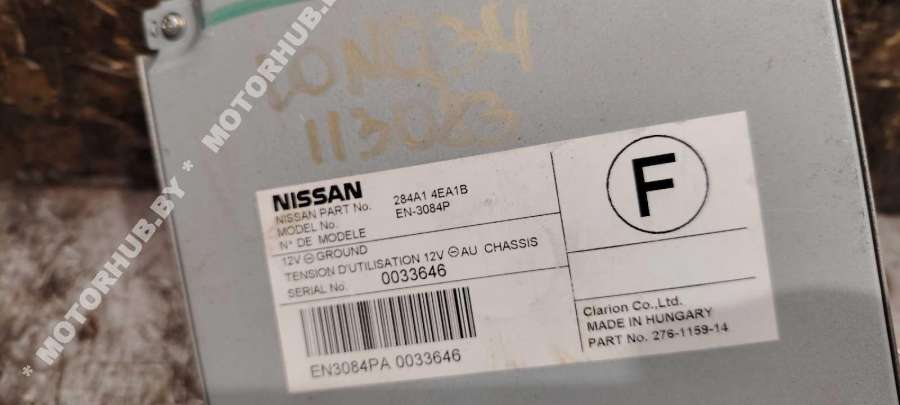 20NQ34
113023
NISSAN
NISSAN PART No. 284A1 4EA1B
MODEL No. EN-3084P
N° DE MODELE
12V ⊖ GROUND
TENSION D'UTILISATION 12V ⊖ AU CHASSIS
SERIAL No. 0033646
EN3084PA 0033646
F
Clarion Co.,Ltd.
MADE IN HUNGARY
PART No. 276-1159-14
* MOTORHUB.BY * MOTORHUB.BY